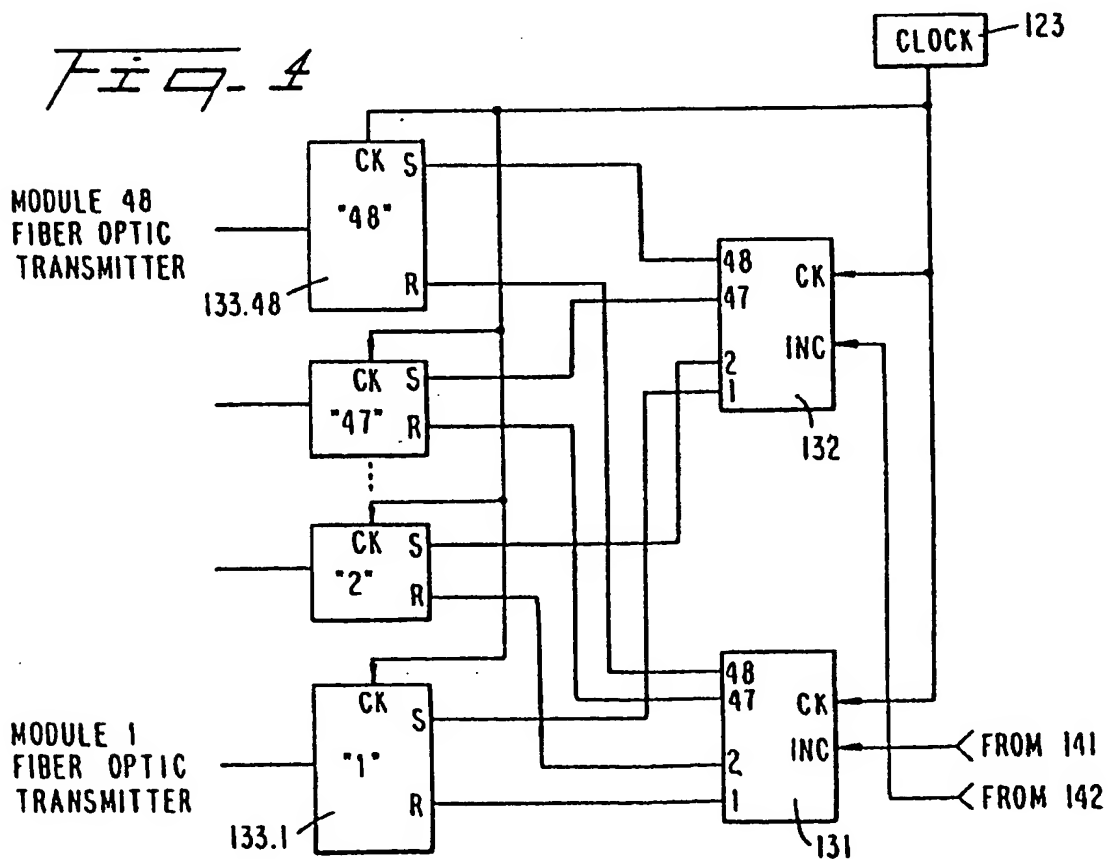 Fig. 4
CLOCK
123
MODULE 48
FIBER OPTIC
TRANSMITTER
CK
S
"48"
R
133.48
CK
S
"47"
R
CK
S
"2"
R
MODULE 1
FIBER OPTIC
TRANSMITTER
CK
S
"1"
R
133.1
48
47
2
1
CK
INC
132
48
47
2
1
CK
INC
131
FROM 141
FROM 142